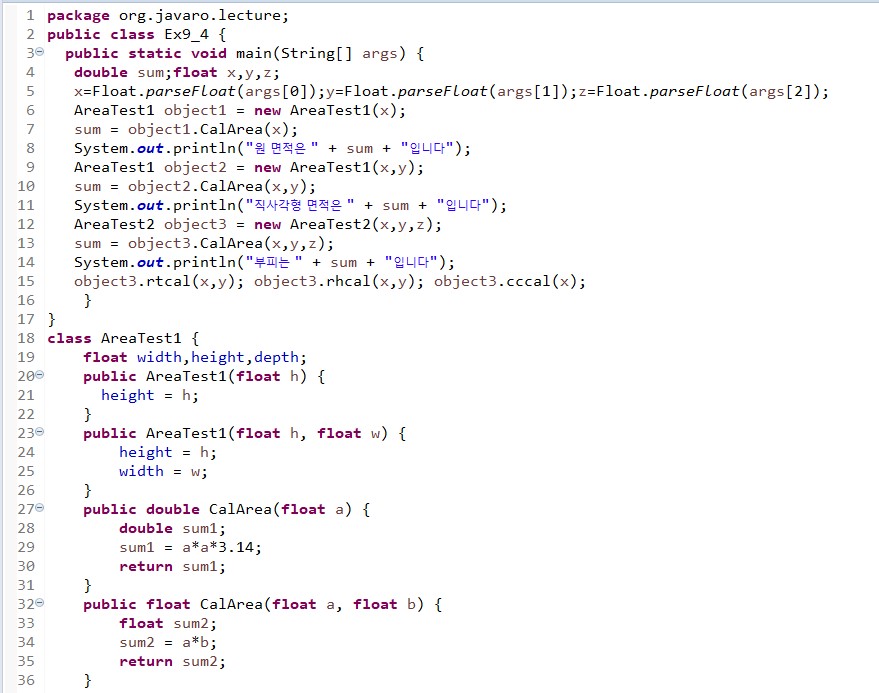 1 package org.javaro.lecture;
2 public class Ex9_4 {
3 public static void main(String[] args) {
4 double sum;float x,y,z;
5 x=Float.parseFloat(args[0]);y=Float.parseFloat(args[1]);z=Float.parseFloat(args[2]);
6 AreaTest1 object1 = new AreaTest1(x);
7 sum = object1.CalArea(x);
8 System.out.println("원 면적은 " + sum + "입니다");
9 AreaTest1 object2 = new AreaTest1(x,y);
10 sum = object2.CalArea(x,y);
11 System.out.println("직사각형 면적은 " + sum + "입니다");
12 AreaTest2 object3 = new AreaTest2(x,y,z);
13 sum = object3.CalArea(x,y,z);
14 System.out.println("부피는 " + sum + "입니다");
15 object3.rtcal(x,y); object3.rhcal(x,y); object3.cccal(x);
16 }
17 }
18 class AreaTest1 {
19 float width,height,depth;
20 public AreaTest1(float h) {
21 height = h;
22 }
23 public AreaTest1(float h, float w) {
24 height = h;
25 width = w;
26 }
27 public double CalArea(float a) {
28 double sum1;
29 sum1 = a*a*3.14;
30 return sum1;
31 }
32 public float CalArea(float a, float b) {
33 float sum2;
34 sum2 = a*b;
35 return sum2;
36 }